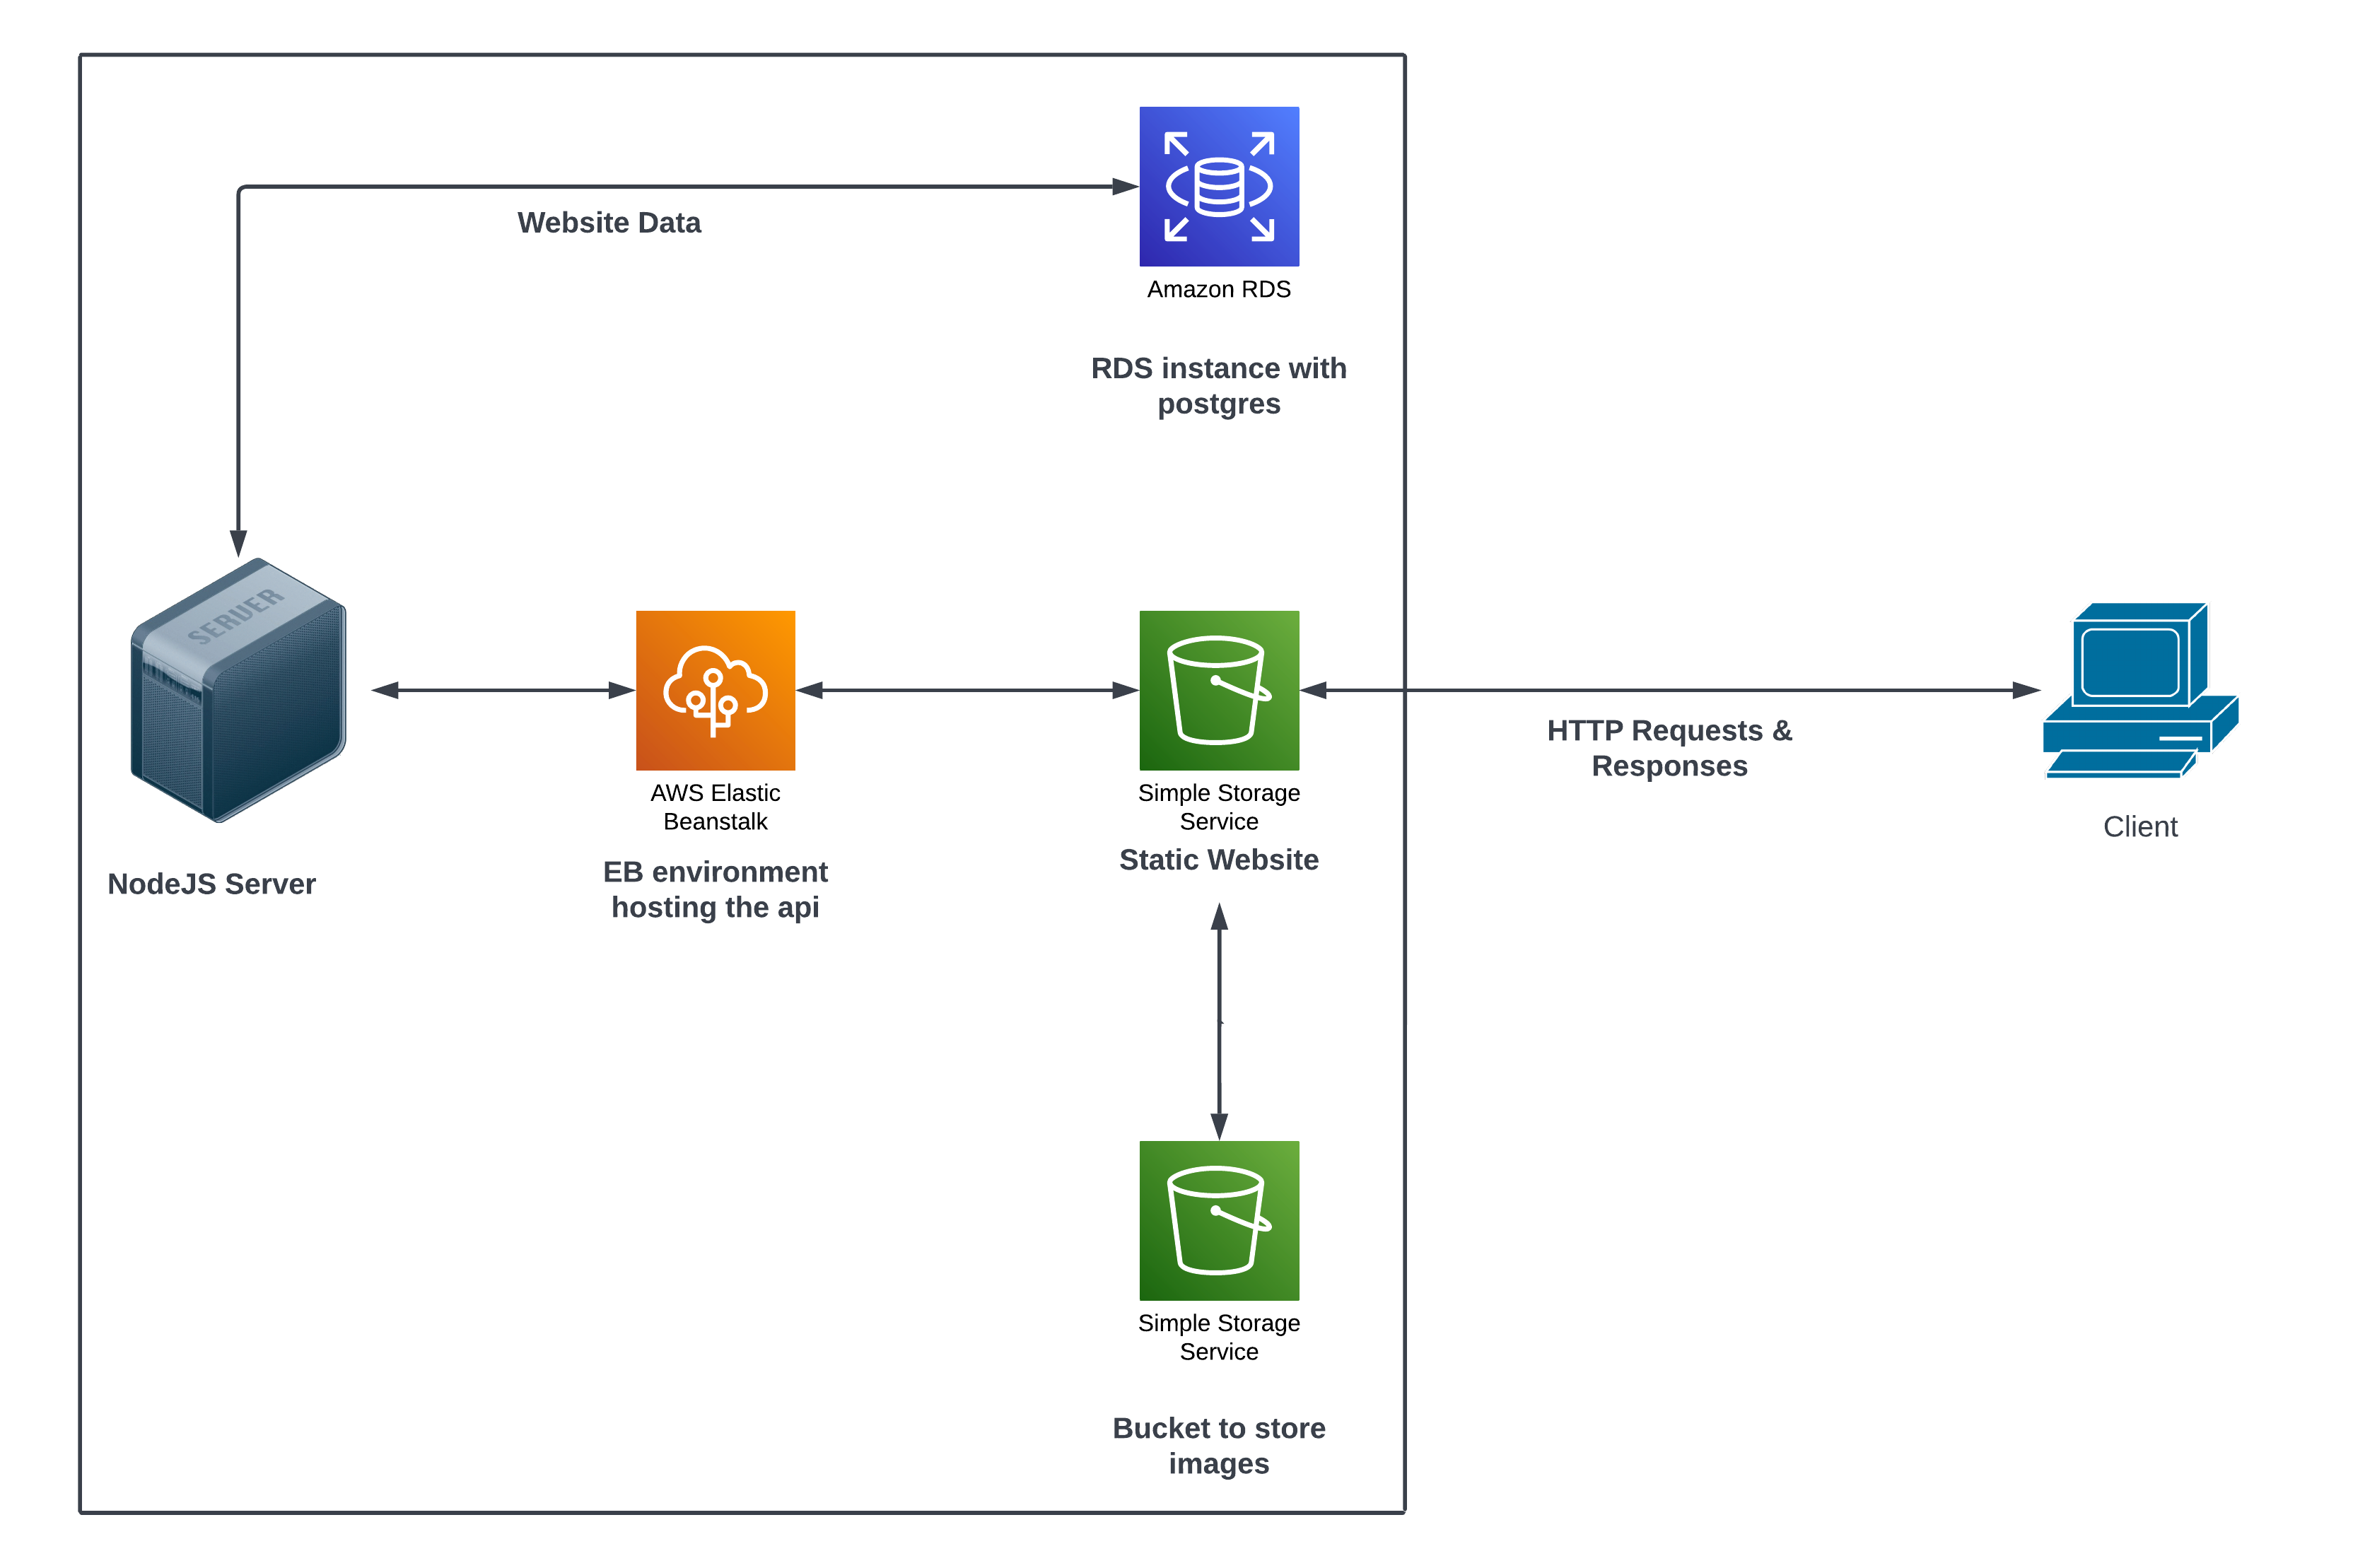 Website Data
Amazon RDS
RDS instance with
postgres
SERVER
NodeJS Server
AWS Elastic
Beanstalk
EB environment
hosting the api
Simple Storage
Service
Static Website
HTTP Requests &
Responses
Client
Simple Storage
Service
Bucket to store
images